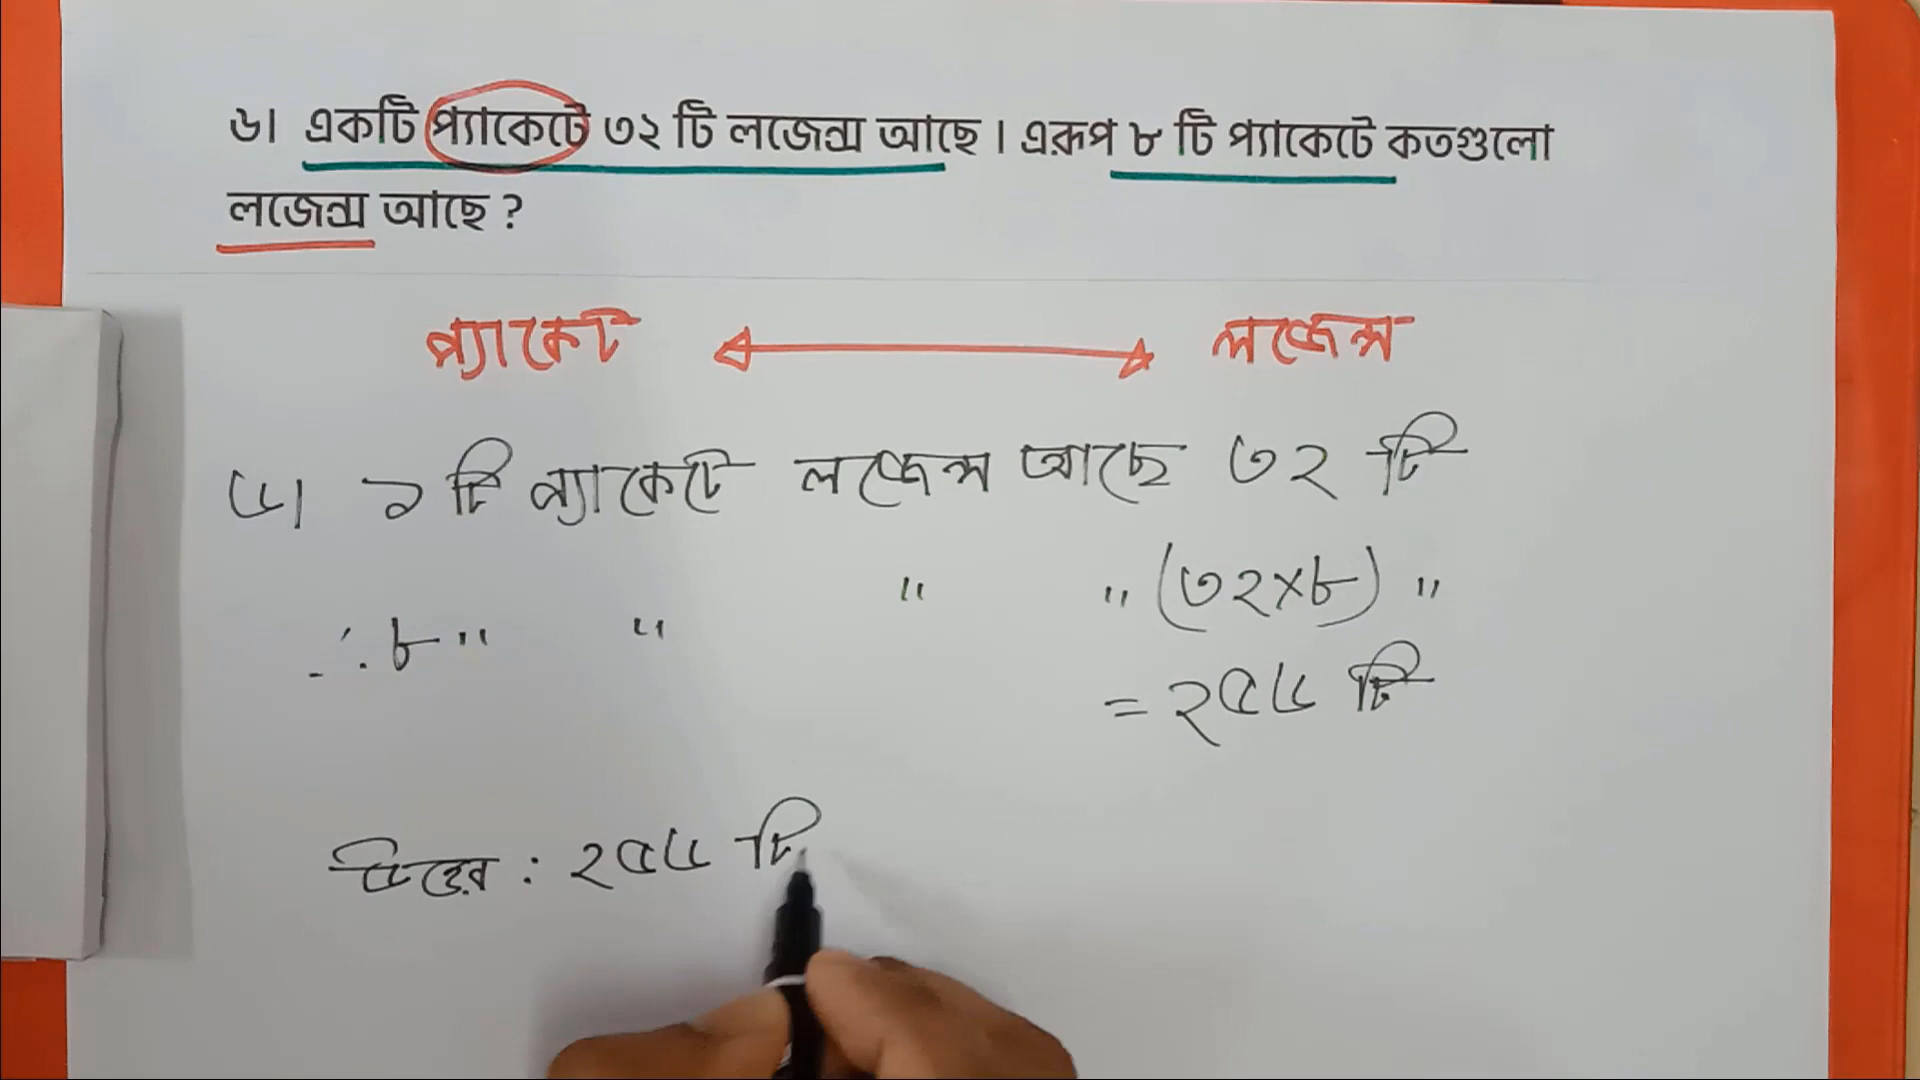 ৬। একটি প্যাকেটে ৩২ টি লজেন্স আছে। এরূপ ৮ টি প্যাকেটে কতগুলো
লজেন্স আছে ?
প্যাকেট লজেন্স
৬। ১ টি প্যাকেটে লজেন্স আছে ৩২ টি
∴ ৮ " " " " (৩২×৮) "
= ২৫৬ টি
উত্তর : ২৫৬ টি